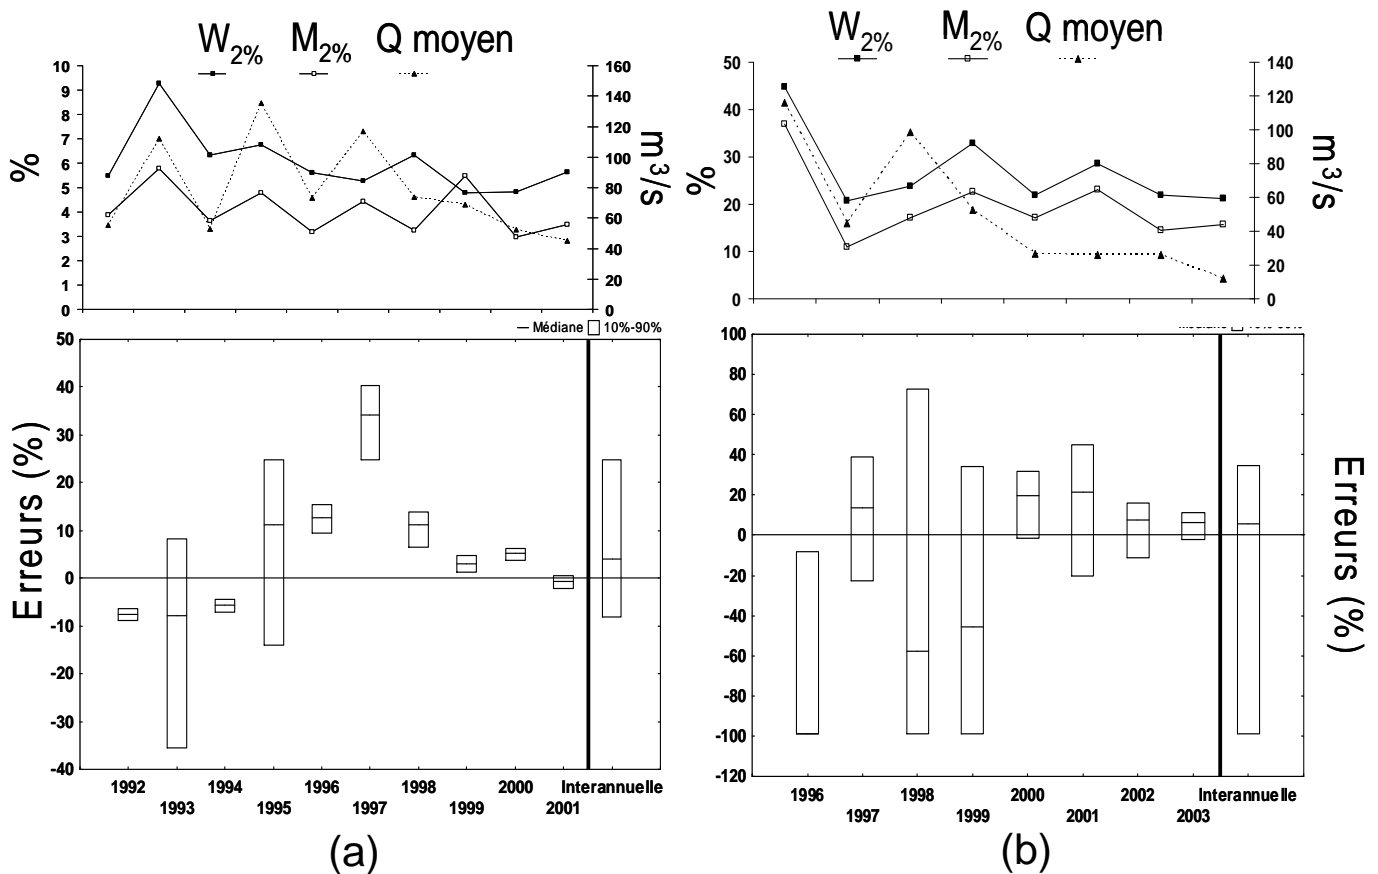 W2% M2% Q moyen
10 9 8 7 6 5 4 3 2 1 0
%
160 140 120 100 80 60 40 20 0
m³/s
Médiane 10%-90%
50 40 30 20 10 0 -10 -20 -30 -40
Erreurs (%)
1992 1993 1994 1995 1996 1997 1998 1999 2000 2001 Interannuelle
(a)
W2% M2% Q moyen
50 40 30 20 10 0
%
140 120 100 80 60 40 20 0
m³/s
100 80 60 40 20 0 -20 -40 -60 -80 -100 -120
Erreurs (%)
1996 1997 1998 1999 2000 2001 2002 2003 Interannuelle
(b)